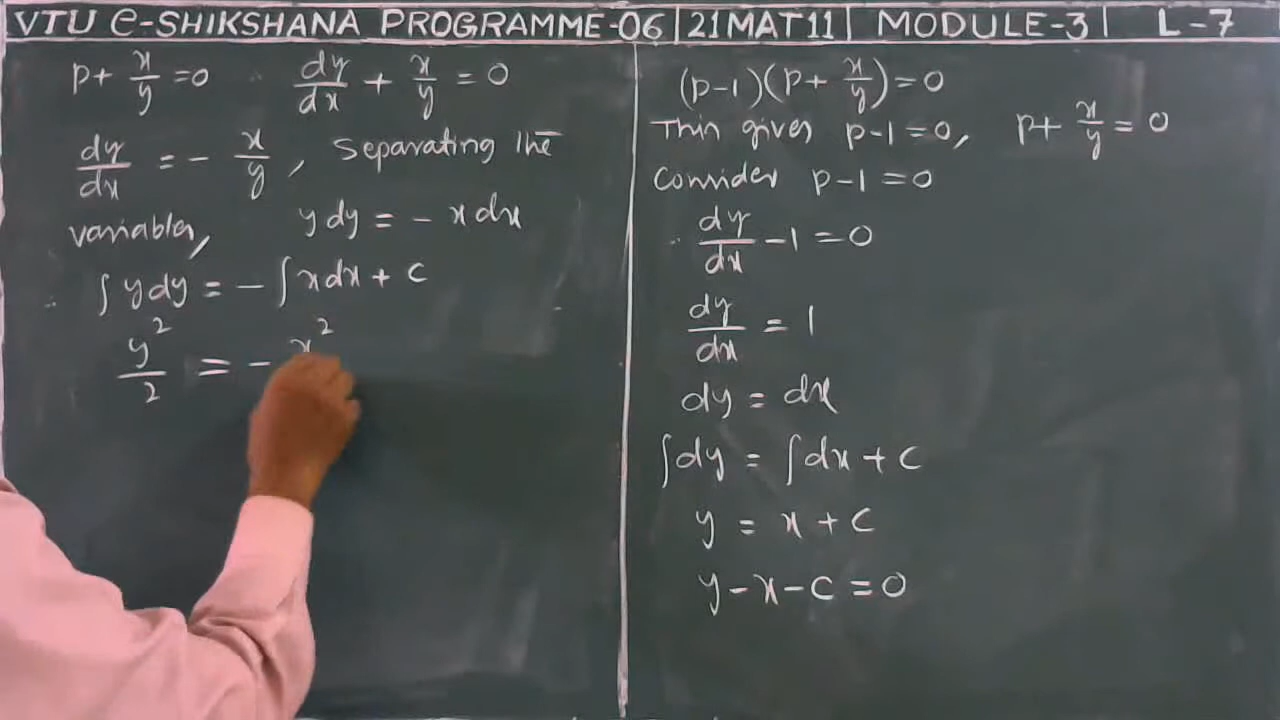 VTU e-SHIKSHANA PROGRAMME-06 | 21MAT11 | MODULE-3 | L-7
p + x/y = 0 dy/dx + x/y = 0
dy/dx = - x/y, separating the
variables, y dy = - x dx
∫ y dy = - ∫ x dx + c
y²/2 = - x²
(p-1)(p + x/y) = 0
This gives p-1=0, p + x/y = 0
Consider p-1=0
dy/dx - 1 = 0
dy/dx = 1
dy = dx
∫dy = ∫dx + c
y = x + c
y - x - c = 0